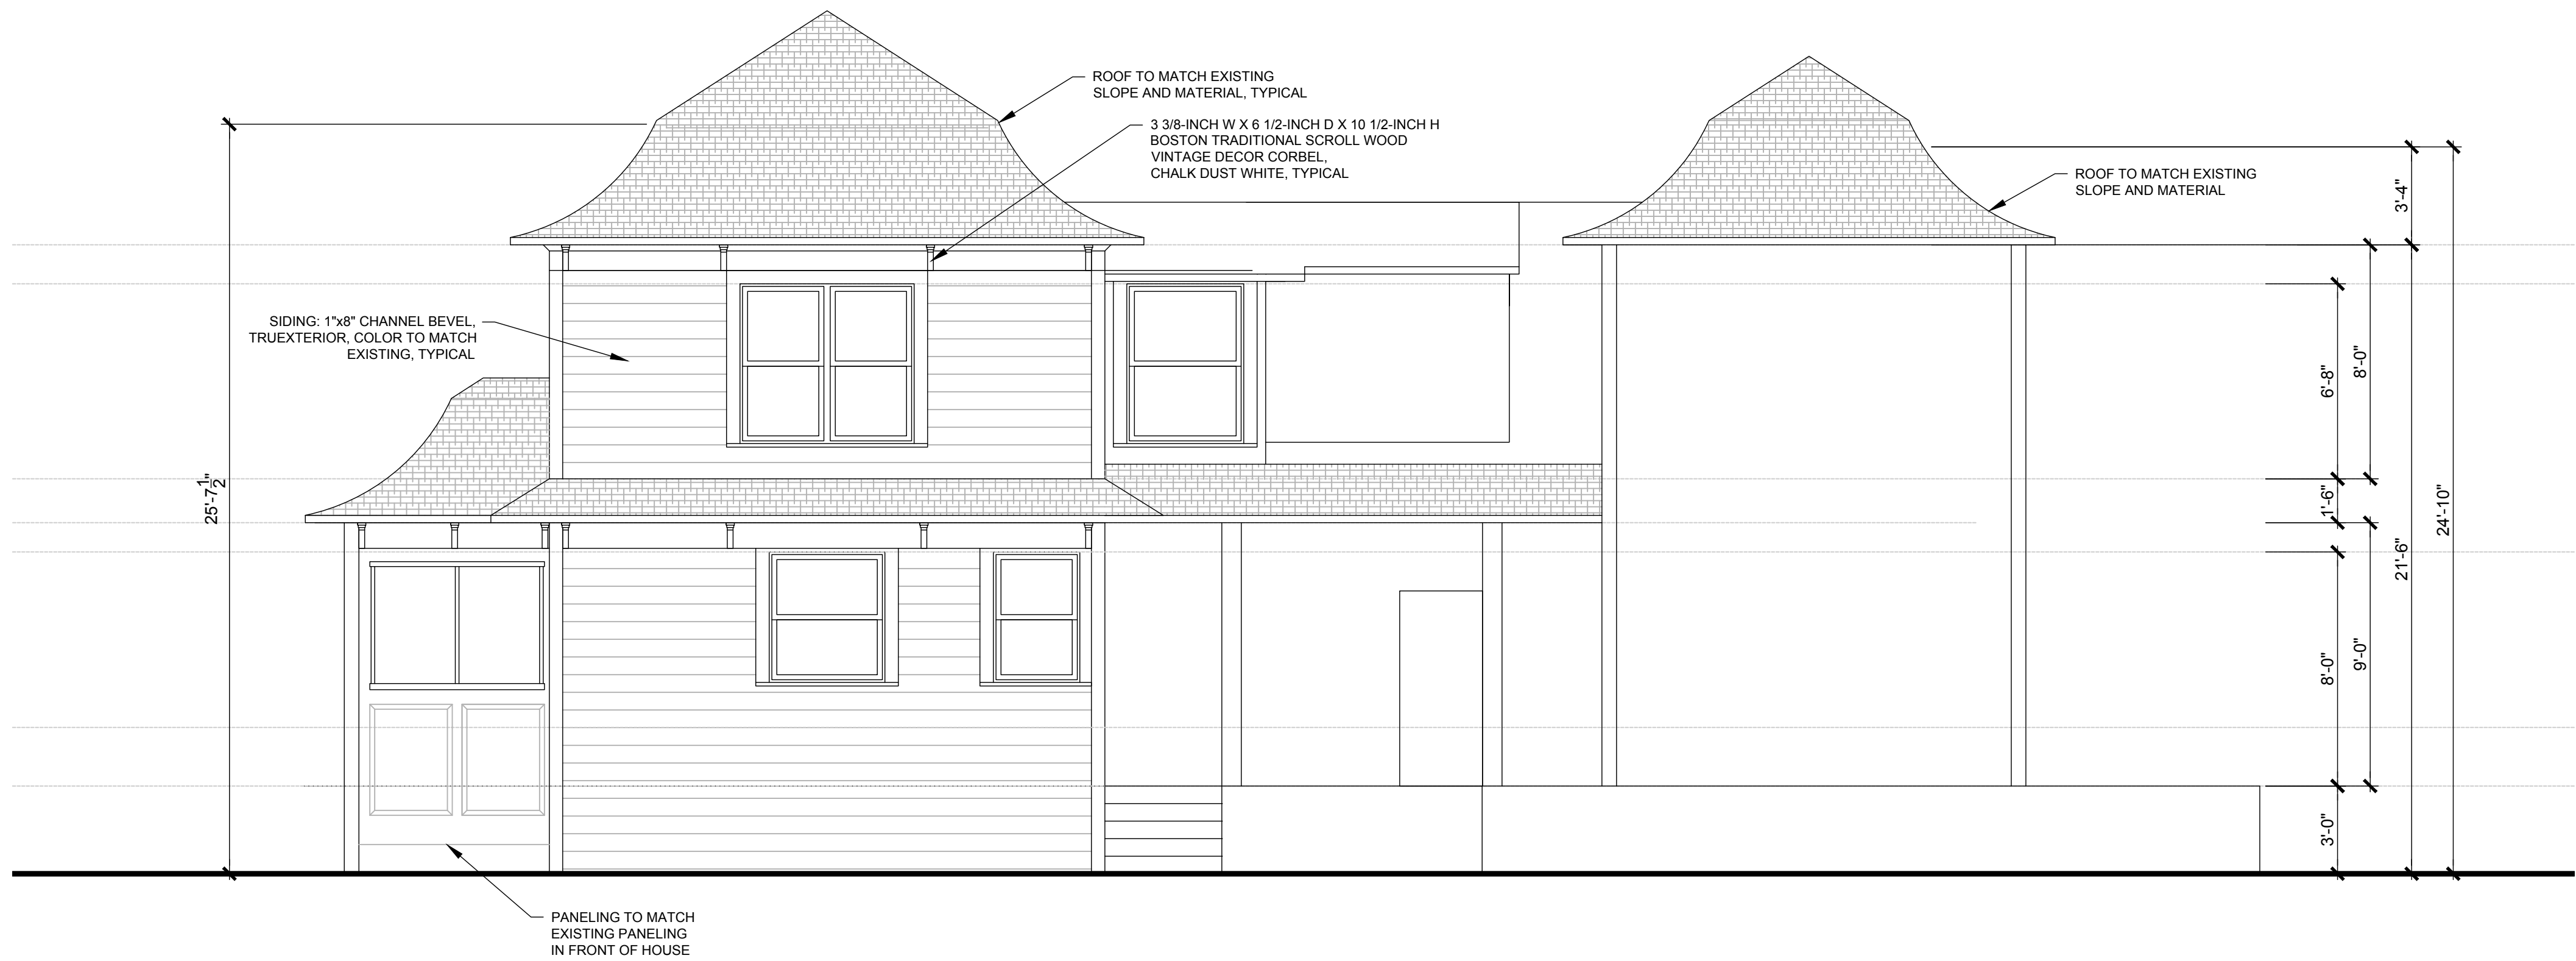 ROOF TO MATCH EXISTING
SLOPE AND MATERIAL, TYPICAL
3 3/8-INCH W X 6 1/2-INCH D X 10 1/2-INCH H
BOSTON TRADITIONAL SCROLL WOOD
VINTAGE DECOR CORBEL,
CHALK DUST WHITE, TYPICAL
ROOF TO MATCH EXISTING
SLOPE AND MATERIAL
SIDING: 1"x8" CHANNEL BEVEL,
TRUEXTERIOR, COLOR TO MATCH
EXISTING, TYPICAL
25'-7 1/2"
3'-4"
6'-8"
8'-0"
1'-6"
24'-10"
21'-6"
8'-0"
9'-0"
3'-0"
PANELING TO MATCH
EXISTING PANELING
IN FRONT OF HOUSE